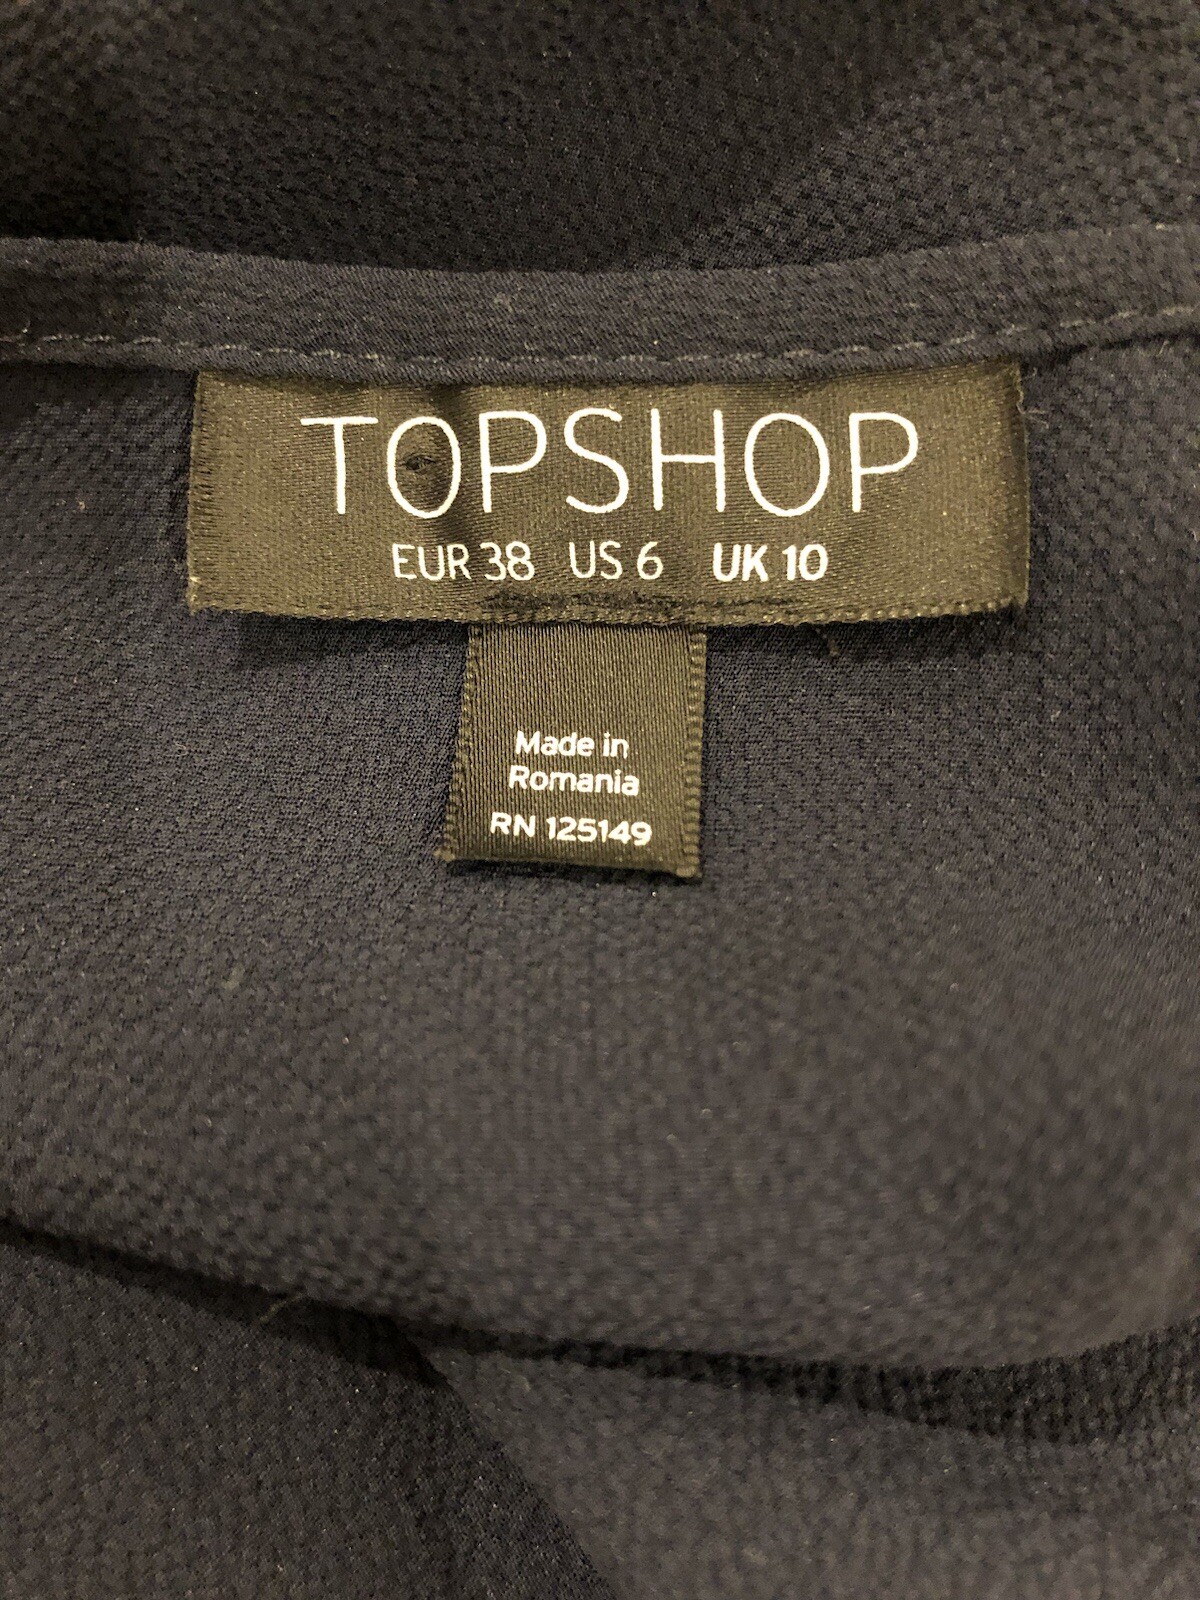 TOPSHOP
EUR 38 US 6 UK 10
Made in
Romania
RN 125149